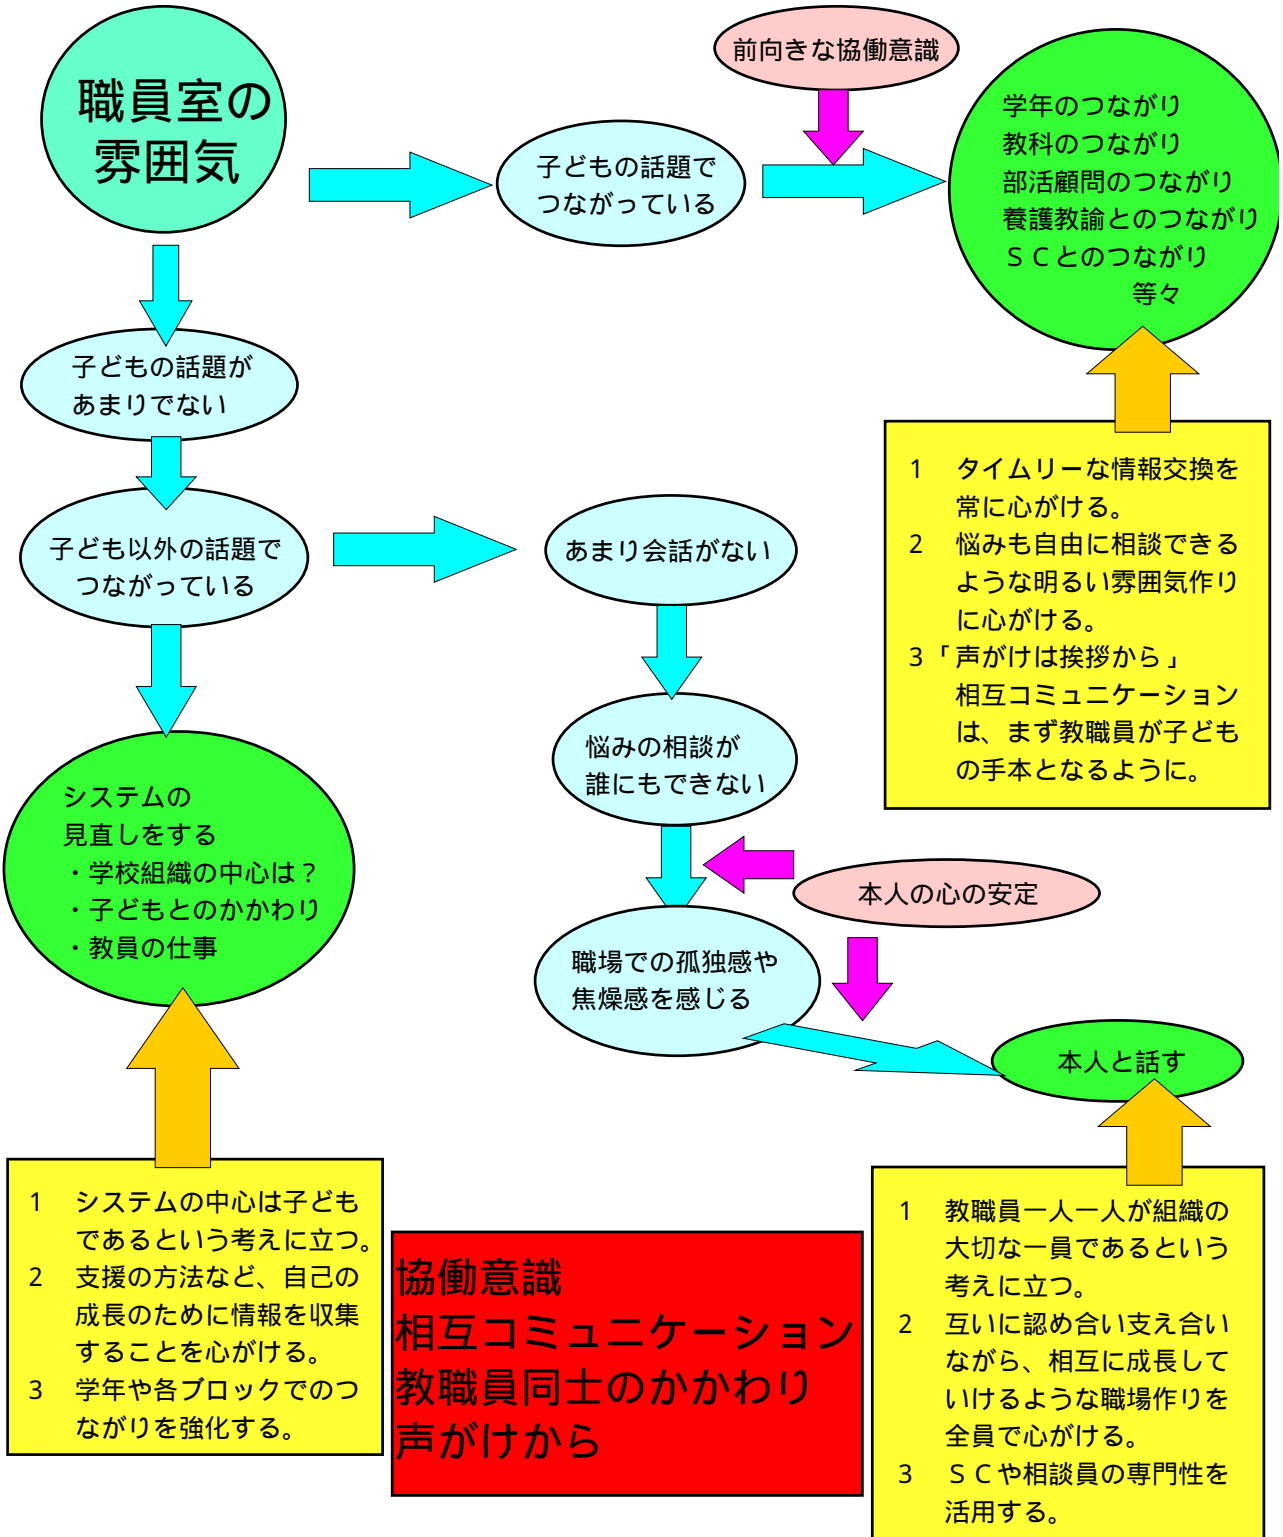 職員室の
雰囲気
前向きな協働意識
子どもの話題で
つながっている
学年のつながり
教科のつながり
部活顧問のつながり
養護教諭とのつながり
ＳＣとのつながり
等々
子どもの話題が
あまりでない
子ども以外の話題で
つながっている
あまり会話がない
1 タイムリーな情報交換を
常に心がける。
2 悩みも自由に相談できる
ような明るい雰囲気作り
に心がける。
3「声がけは挨拶から」
相互コミュニケーション
は、まず教職員が子ども
の手本となるように。
悩みの相談が
誰にもできない
システムの
見直しをする
・学校組織の中心は？
・子どもとのかかわり
・教員の仕事
本人の心の安定
職場での孤独感や
焦燥感を感じる
本人と話す
1 システムの中心は子ども
であるという考えに立つ。
2 支援の方法など、自己の
成長のために情報を収集
することを心がける。
3 学年や各ブロックでのつ
ながりを強化する。
協働意識
相互コミュニケーション
教職員同士のかかわり
声がけから
1 教職員一人一人が組織の
大切な一員であるという
考えに立つ。
2 互いに認め合い支え合い
ながら、相互に成長して
いけるような職場作りを
全員で心がける。
3 ＳＣや相談員の専門性を
活用する。